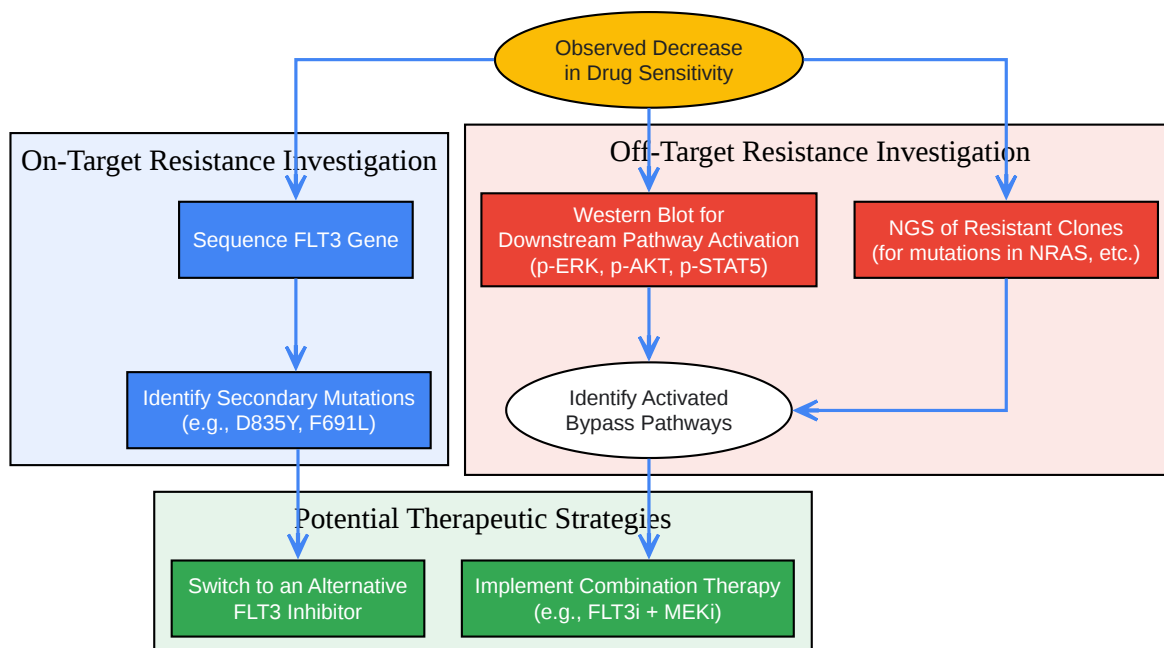 Observed Decrease
in Drug Sensitivity
On-Target Resistance Investigation
Off-Target Resistance Investigation
Sequence FLT3 Gene
Western Blot for
Downstream Pathway Activation
(p-ERK, p-AKT, p-STAT5)
NGS of Resistant Clones
(for mutations in NRAS, etc.)
Identify Secondary Mutations
(e.g., D835Y, F691L)
Identify Activated
Bypass Pathways
Potential Therapeutic Strategies
Switch to an Alternative
FLT3 Inhibitor
Implement Combination Therapy
(e.g., FLT3i + MEKi)